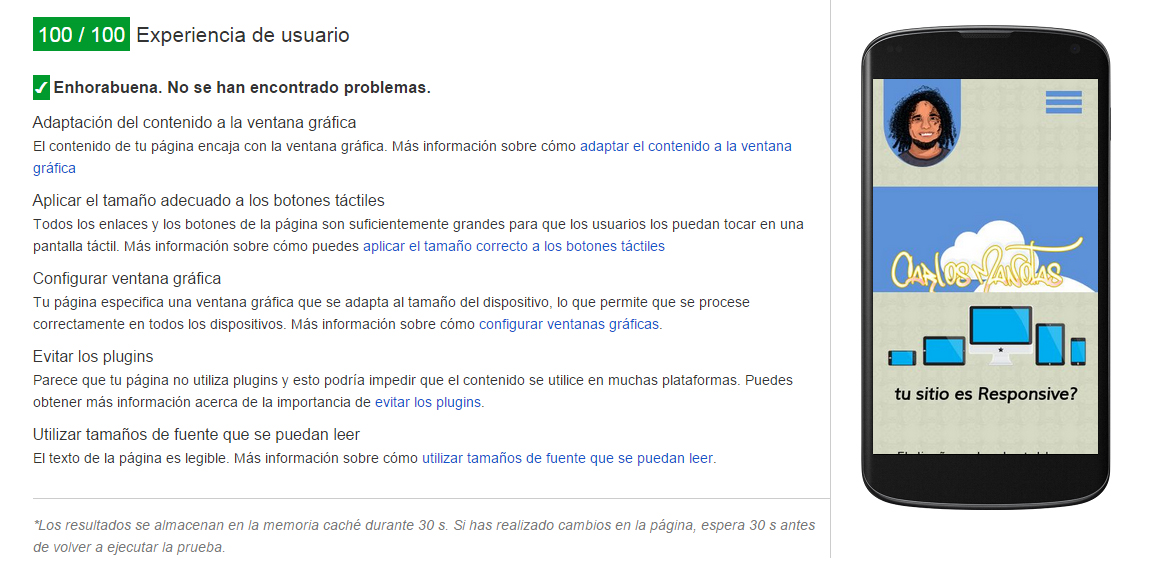 100 / 100 Experiencia de usuario
Enhorabuena. No se han encontrado problemas.
Adaptación del contenido a la ventana gráfica
El contenido de tu página encaja con la ventana gráfica. Más información sobre cómo adaptar el contenido a la ventana
gráfica
Aplicar el tamaño adecuado a los botones táctiles
Todos los enlaces y los botones de la página son suficientemente grandes para que los usuarios los puedan tocar en una
pantalla táctil. Más información sobre cómo puedes aplicar el tamaño correcto a los botones táctiles
Configurar ventana gráfica
Tu página especifica una ventana gráfica que se adapta al tamaño del dispositivo, lo que permite que se procese
correctamente en todos los dispositivos. Más información sobre cómo configurar ventanas gráficas.
Evitar los plugins
Parece que tu página no utiliza plugins y esto podría impedir que el contenido se utilice en muchas plataformas. Puedes
obtener más información acerca de la importancia de evitar los plugins.
Utilizar tamaños de fuente que se puedan leer
El texto de la página es legible. Más información sobre cómo utilizar tamaños de fuente que se puedan leer.
*Los resultados se almacenan en la memoria caché durante 30 s. Si has realizado cambios en la página, espera 30 s antes
de volver a ejecutar la prueba.
Carlos Manotas
tu sitio es Responsive?